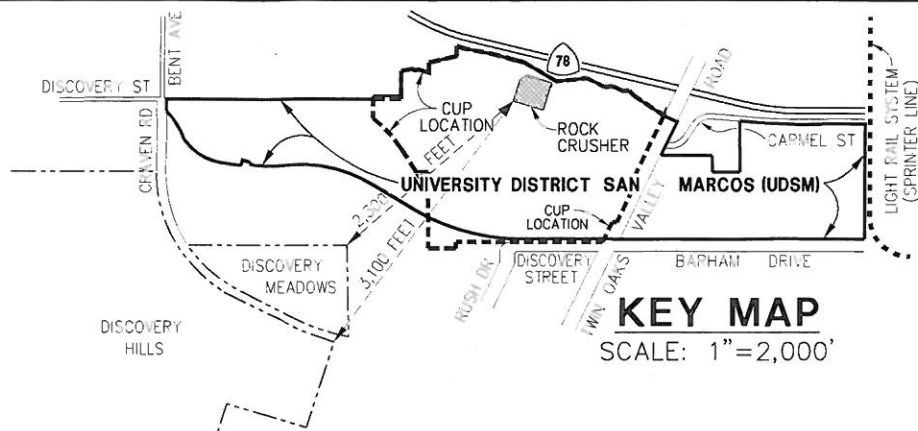 BENT AVE
DISCOVERY ST
CRAVEN RD
CUP
LOCATION
78
ROCK
CRUSHER
ROAD
CARMEL ST
LIGHT RAIL SYSTEM
(SPRINTER LINE)
2,300 FEET
3,100 FEET
UNIVERSITY DISTRICT SAN MARCOS (UDSM)
CUP
LOCATION
VALLEY
TWIN OAKS
DISCOVERY
MEADOWS
RUSH DR
DISCOVERY
STREET
BARHAM DRIVE
DISCOVERY
HILLS
KEY MAP
SCALE: 1"=2,000'